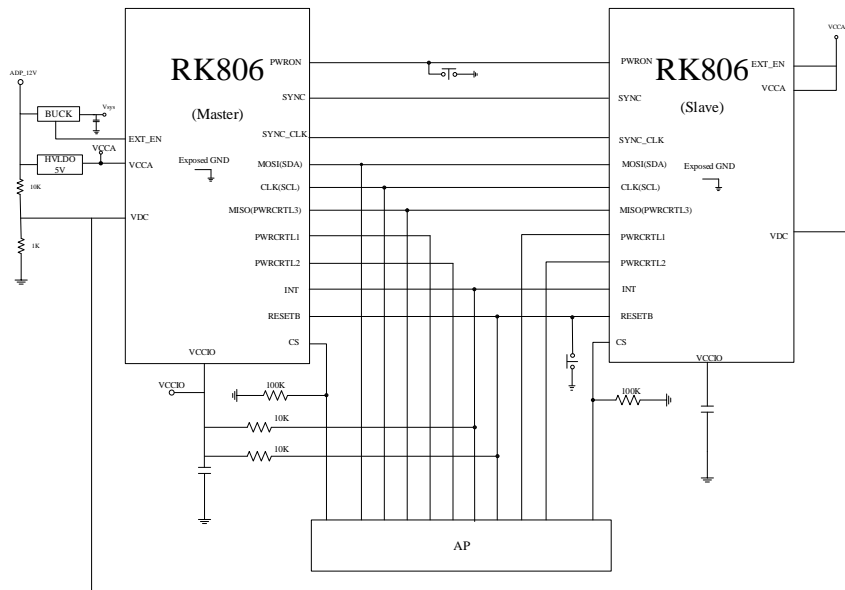 RK806
(Master)
PWRON
SYNC
SYNC_CLK
MOSI(SDA)
CLK(SCL)
MISO(PWRCRTL3)
PWRCRTL1
PWRCRTL2
INT
RESETB
CS
EXT_EN
VCCA
VDC
Exposed GND
VCCIO
ADP_12V
BUCK
Vsys
HVLDO
5V
VCCA
10K
1K
VCCIO
100K
10K
10K
RK806
(Slave)
PWRON
SYNC
SYNC_CLK
MOSI(SDA)
CLK(SCL)
MISO(PWRCRTL3)
PWRCRTL1
PWRCRTL2
INT
RESETB
CS
EXT_EN
VCCA
Exposed GND
VDC
VCCIO
VCCA
100K
AP